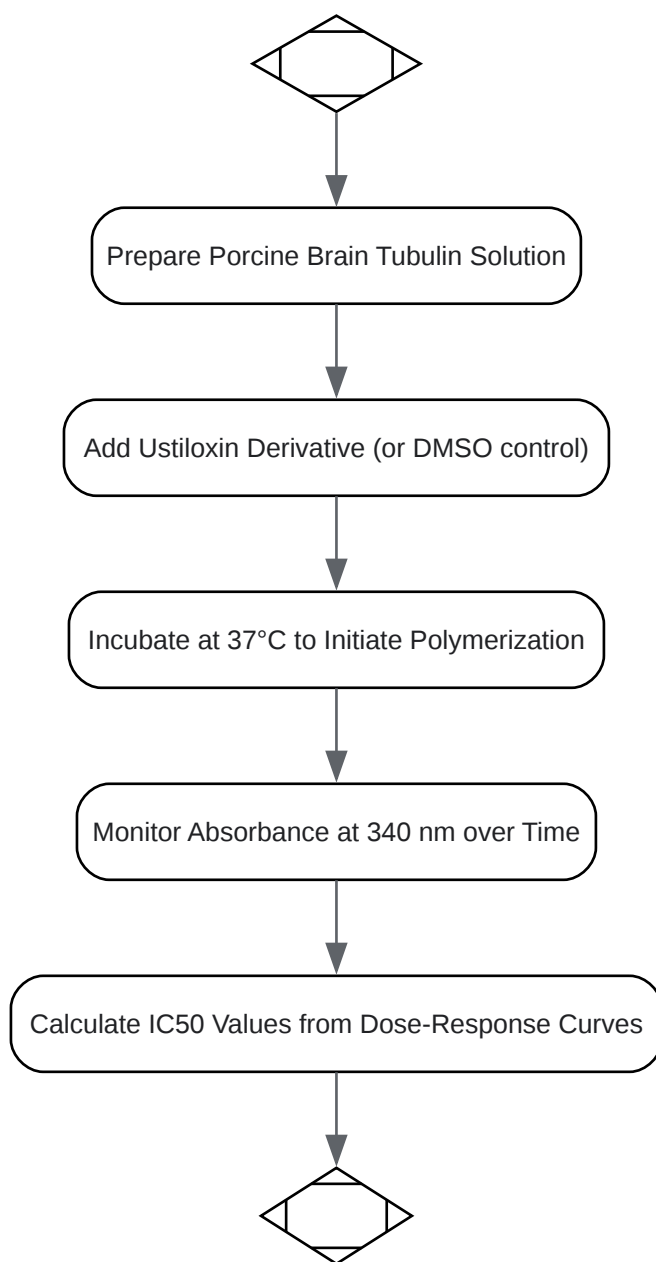 Prepare Porcine Brain Tubulin Solution
Add Ustiloxin Derivative (or DMSO control)
Incubate at 37°C to Initiate Polymerization
Monitor Absorbance at 340 nm over Time
Calculate IC50 Values from Dose-Response Curves